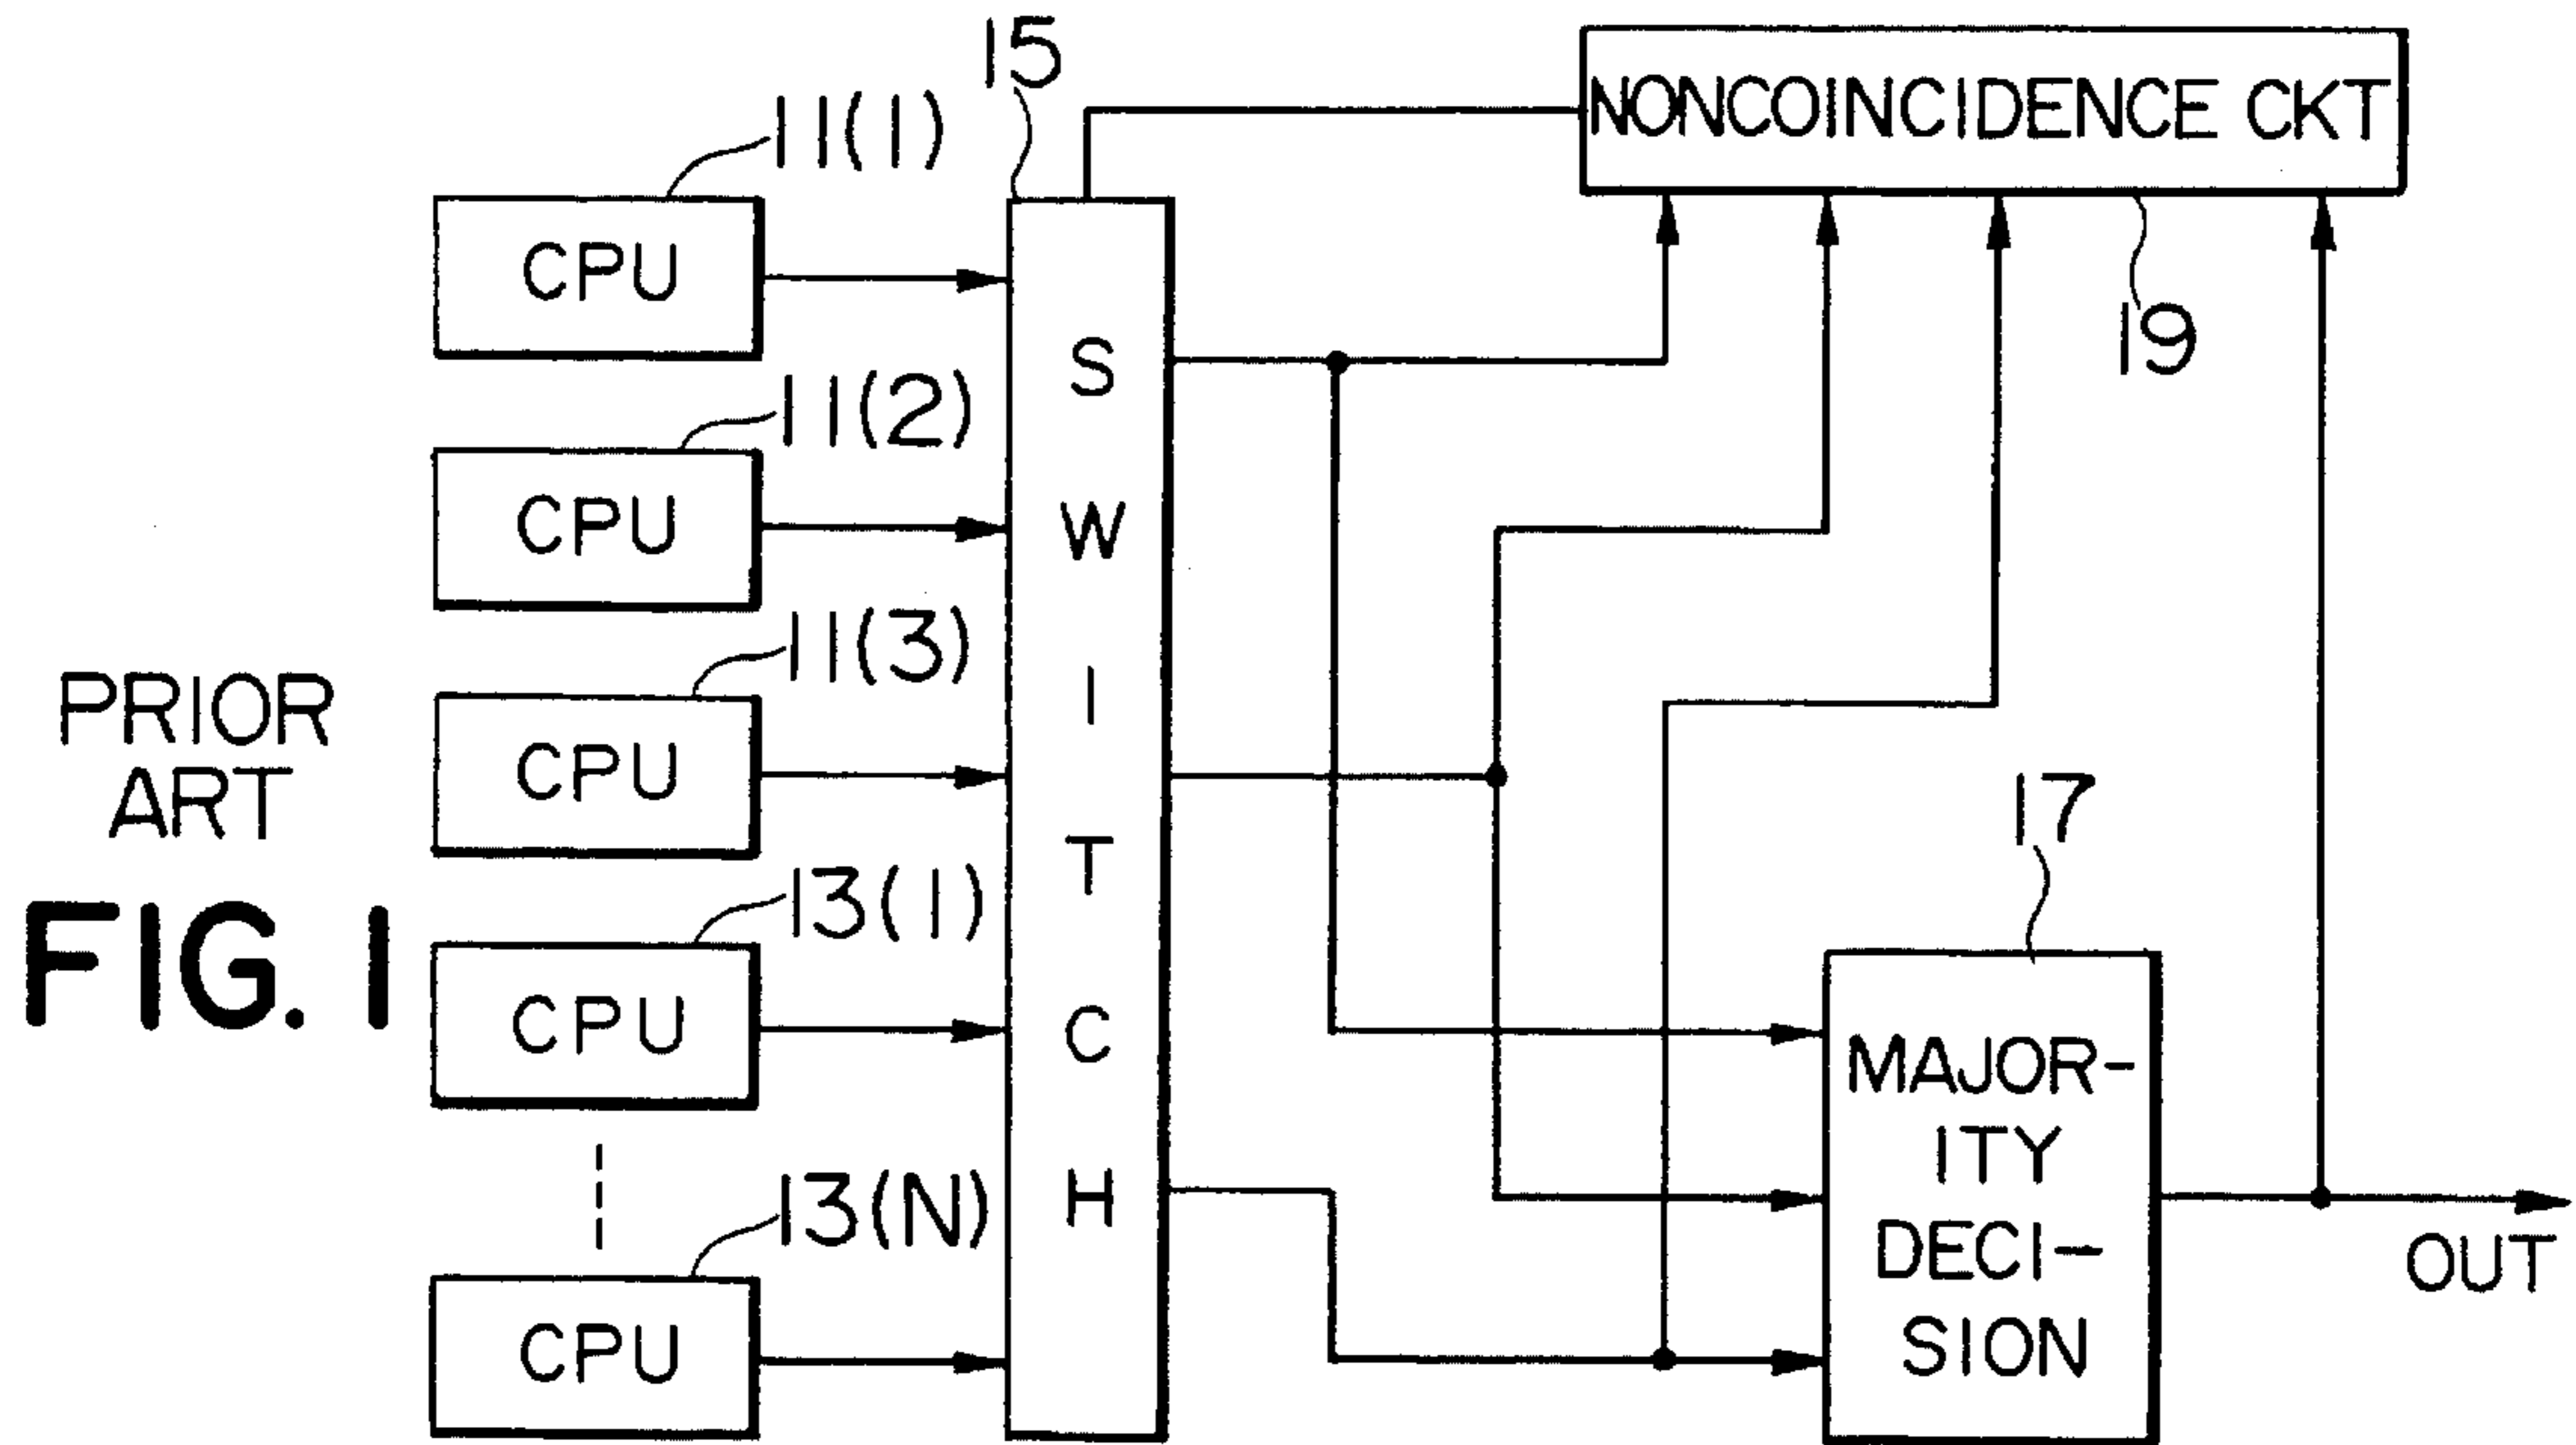 15
NONCOINCIDENCE CKT
11(1)
CPU
19
11(2)
CPU
11(3)
CPU
PRIOR
ART
FIG. 1
13(1)
CPU
13(N)
CPU
S
W
I
T
C
H
17
MAJOR-
ITY
DECI-
SION
OUT